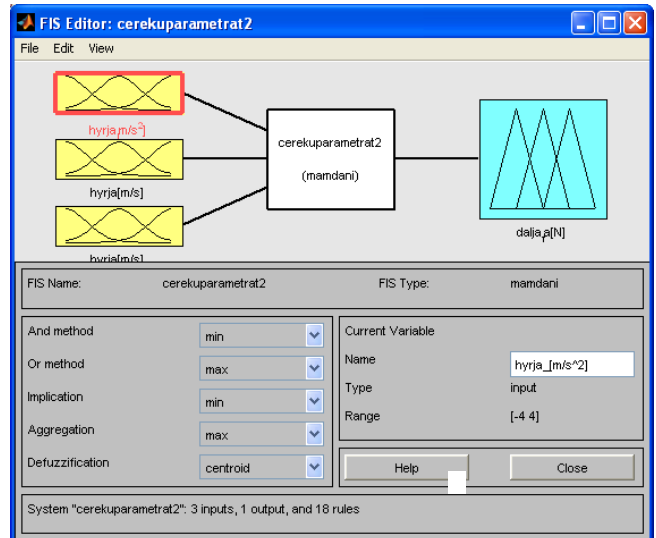 FIS Editor: cerekuparametrat2
File Edit View
hyrja[m/s²]
hyrja[m/s]
hyrja[m/s]
cerekuparametrat2
(mamdani)
dalja,a[N]
FIS Name: cerekuparametrat2 FIS Type: mamdani
And method min
Or method max
Implication min
Aggregation max
Defuzzification centroid
Current Variable
Name hyrja_[m/s^2]
Type input
Range [-4 4]
Help Close
System "cerekuparametrat2": 3 inputs, 1 output, and 18 rules